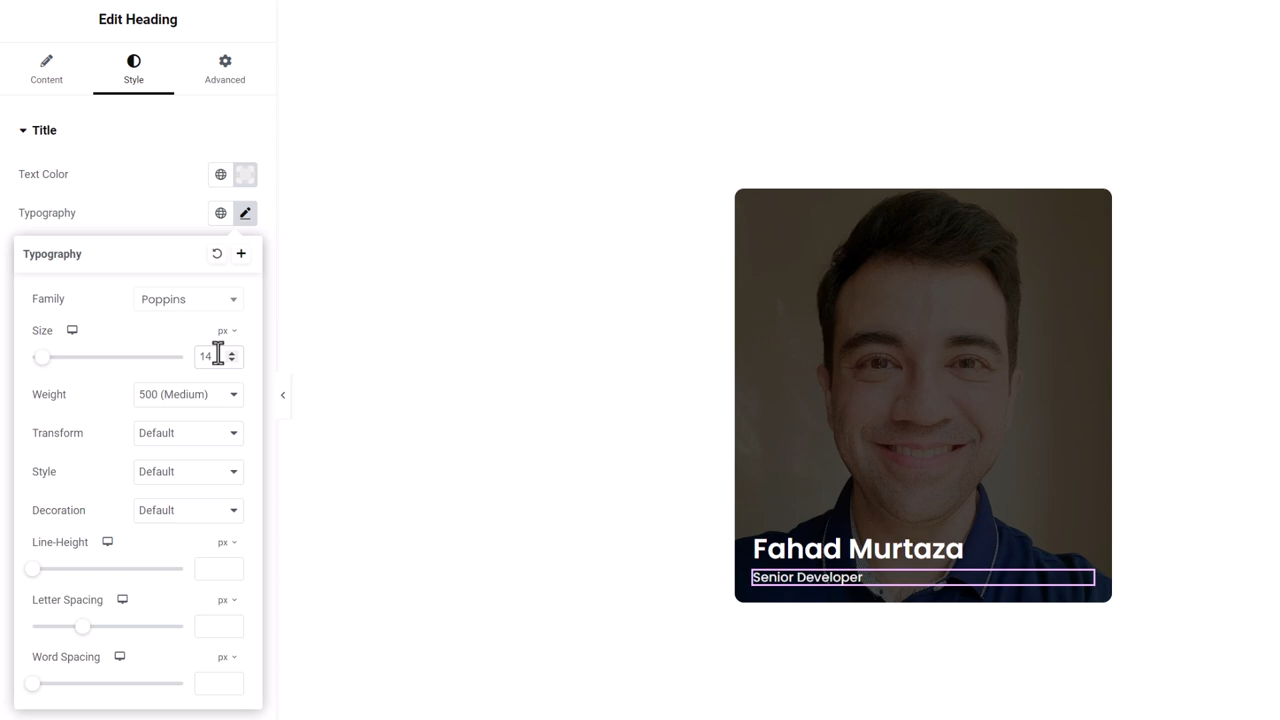 Edit Heading
Content Style Advanced
Title
Text Color
Typography
Typography
Family Poppins
Size px
14
Weight 500 (Medium)
Transform Default
Style Default
Decoration Default
Line-Height px
Letter Spacing px
Word Spacing px
Fahad Murtaza
Senior Developer